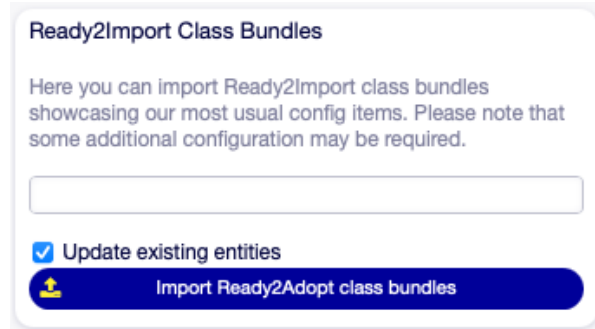 Ready2Import Class Bundles
Here you can import Ready2Import class bundles
showcasing our most usual config items. Please note that
some additional configuration may be required.
Update existing entities
Import Ready2Adopt class bundles